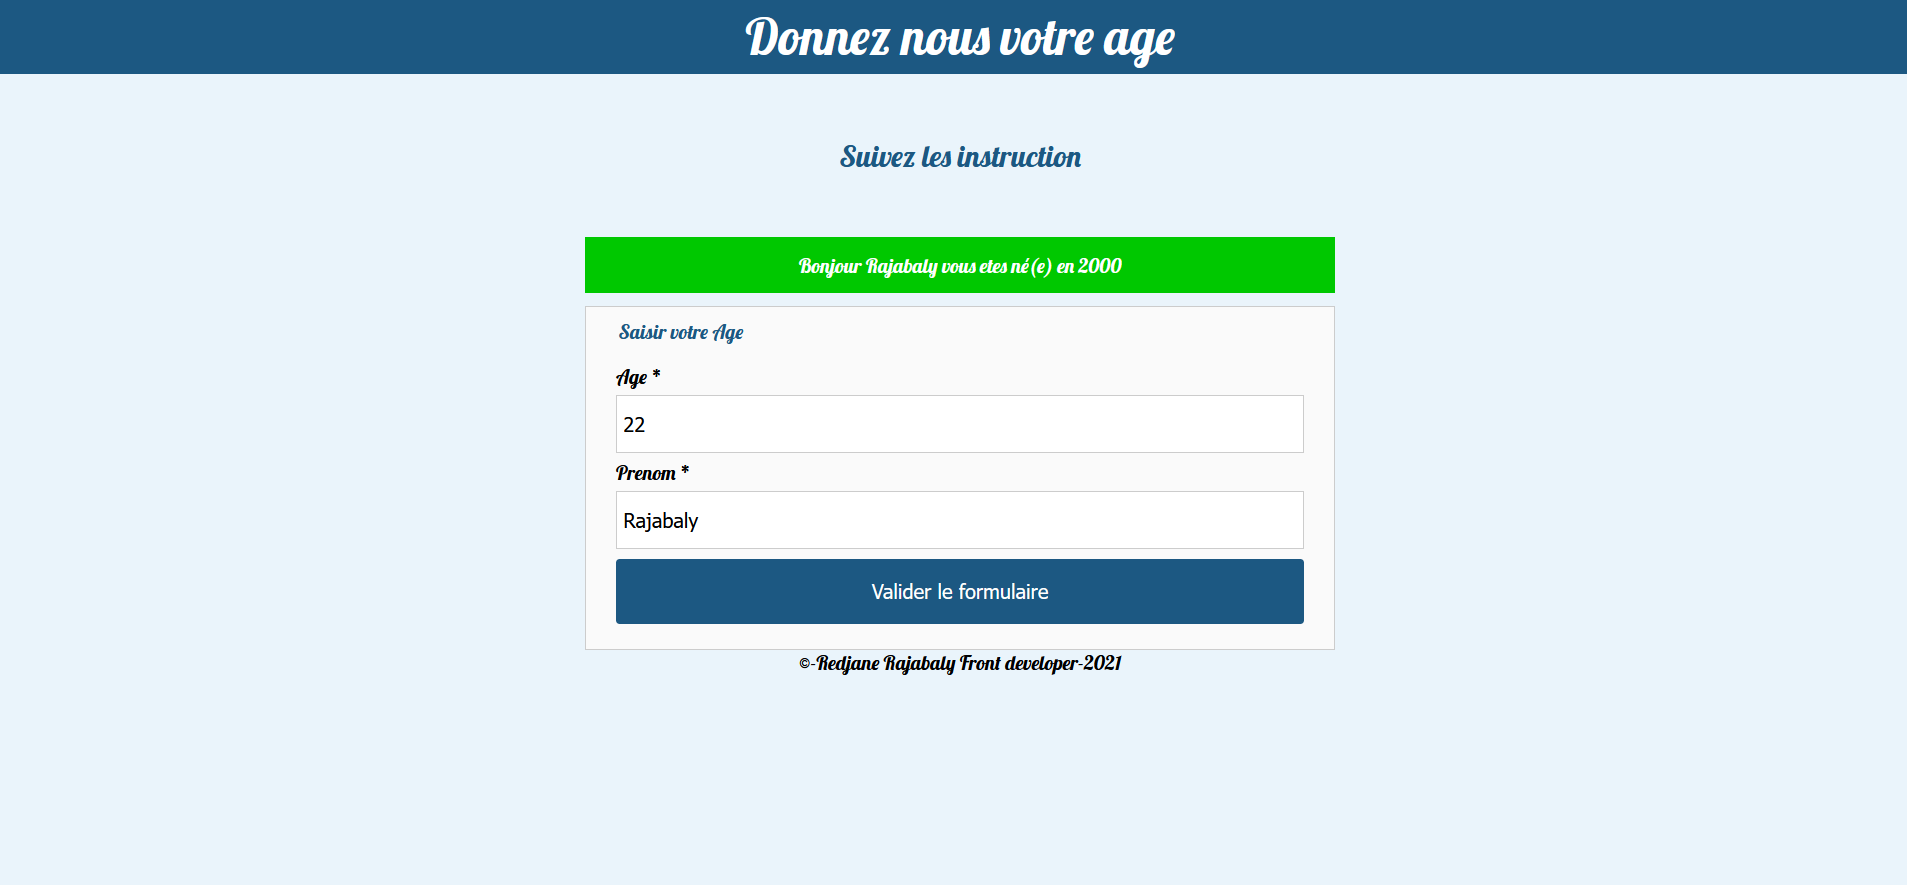 Donnez nous votre age
Suivez les instruction
Bonjour Rajabaly vous etes né(e) en 2000
Saisir votre Age
Age *
22
Prenom *
Rajabaly
Valider le formulaire
©-Redjane Rajabaly Front developer-2021